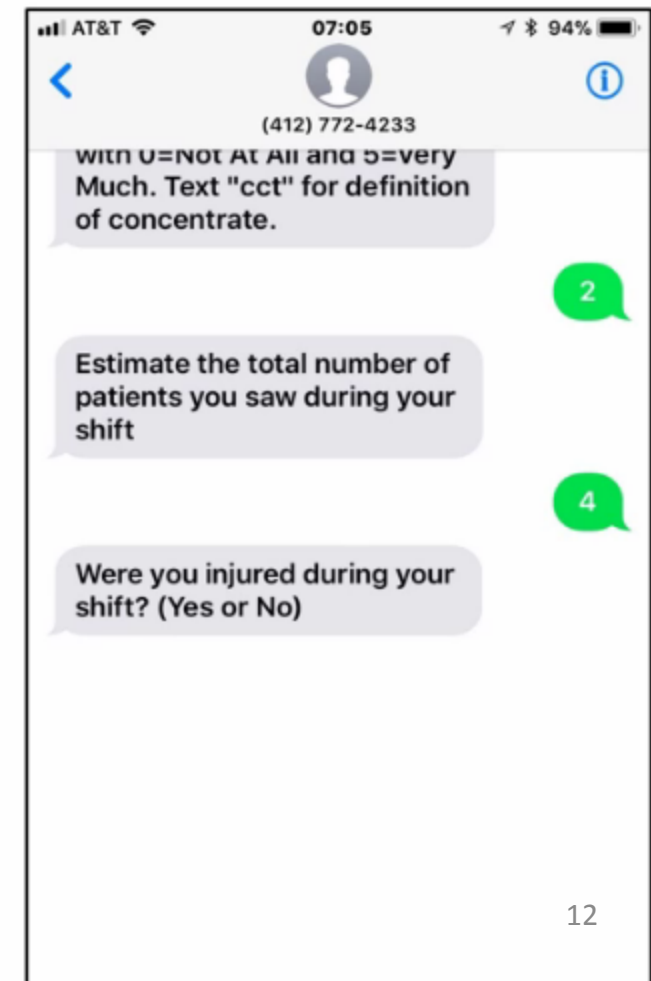 AT&T 07:05 94%
(412) 772-4233
with 0=Not At All and 5=Very
Much. Text "cct" for definition
of concentrate.
2
Estimate the total number of
patients you saw during your
shift
4
Were you injured during your
shift? (Yes or No)
12